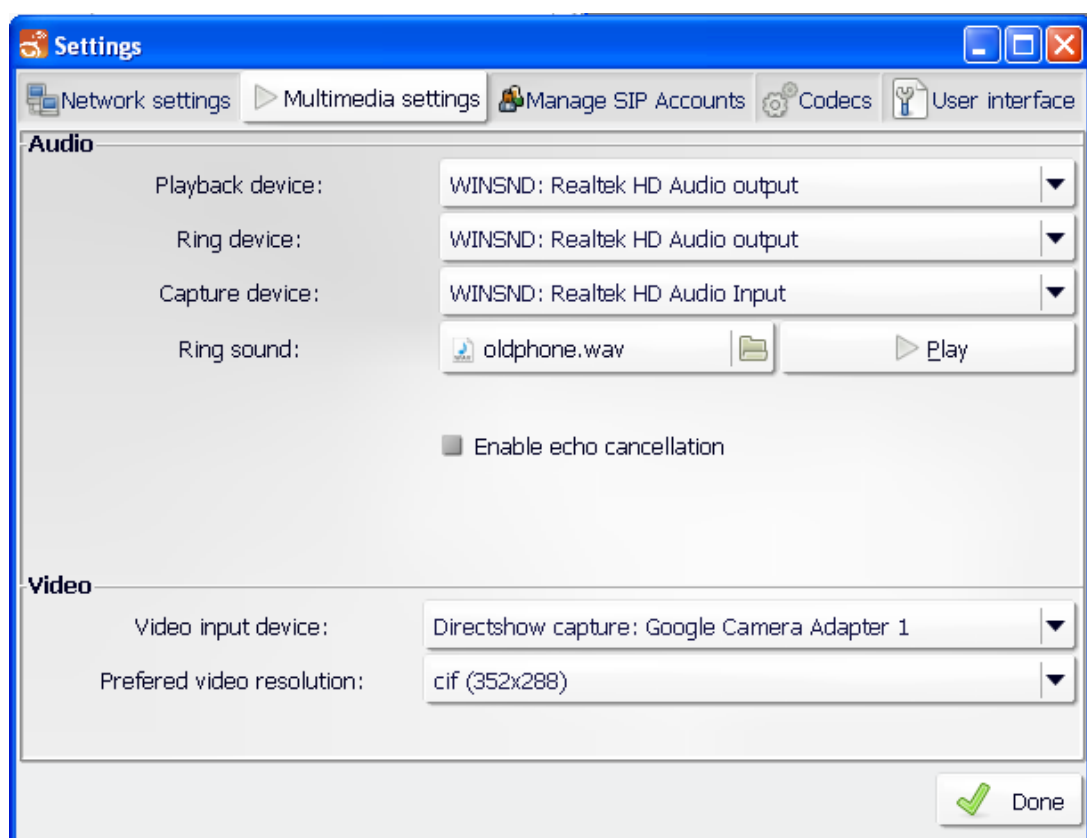 Settings
Network settings Multimedia settings Manage SIP Accounts Codecs User interface
Audio
Playback device: WINSND: Realtek HD Audio output
Ring device: WINSND: Realtek HD Audio output
Capture device: WINSND: Realtek HD Audio Input
Ring sound: oldphone.wav Play
Enable echo cancellation
Video
Video input device: Directshow capture: Google Camera Adapter 1
Prefered video resolution: cif (352x288)
Done